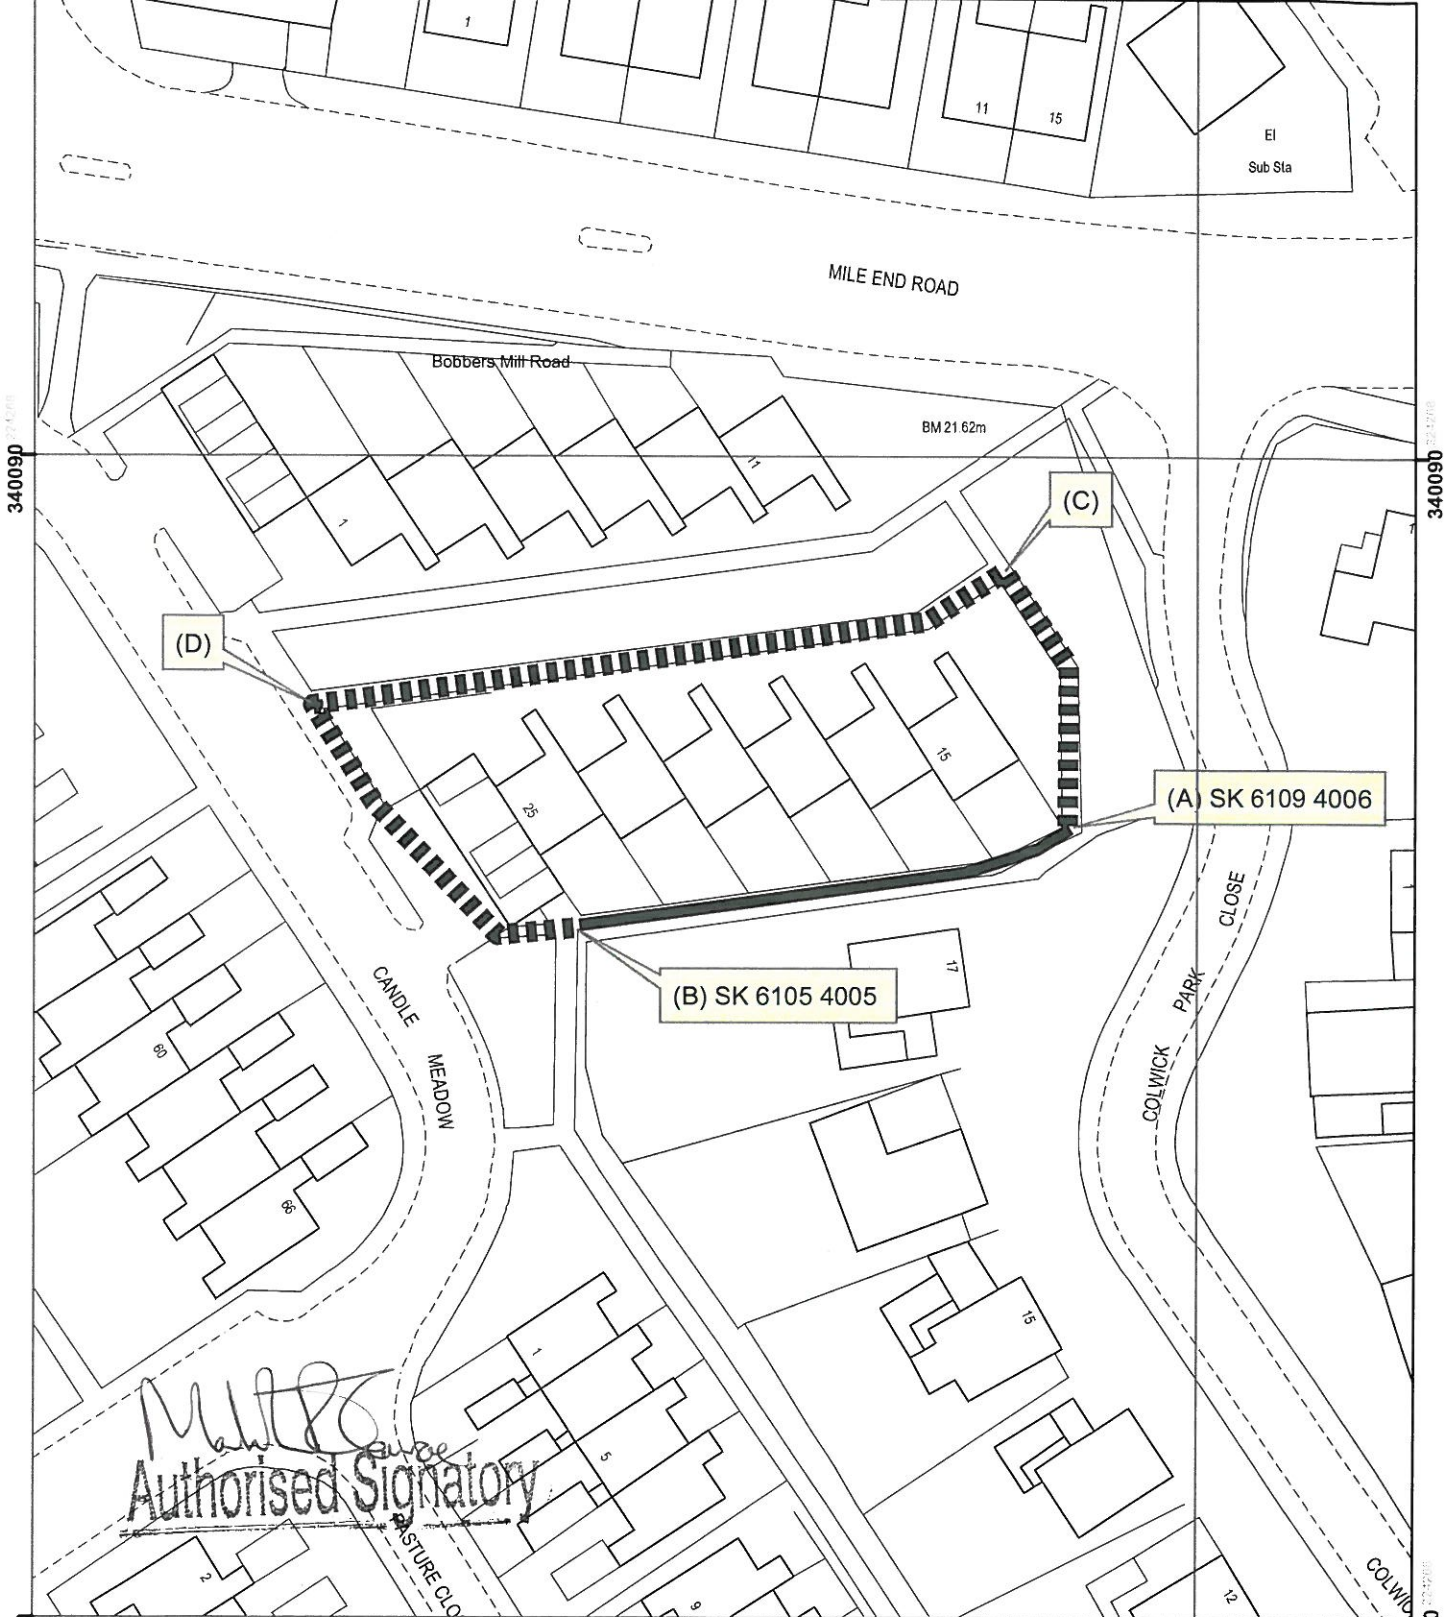 1
11
15
El
Sub Sta
MILE END ROAD
Bobbers Mill Road
BM 21.62m
340090
340090
11
1
(C)
(D)
15
25
(A) SK 6109 4006
CLOSE
PARK
COLWICK
17
(B) SK 6105 4005
CANDLE
MEADOW
60
66
15
1
5
Authorised Signatory
PASTURE CLO
2
9
12
COLWIC